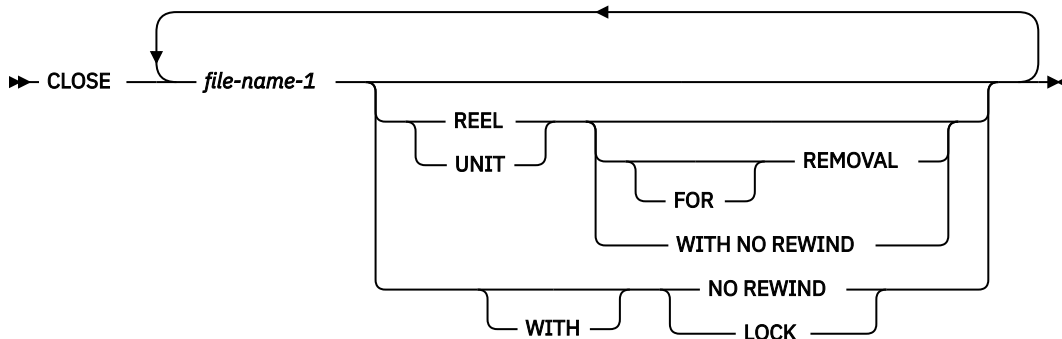 CLOSE file-name-1
REEL
UNIT
REMOVAL
FOR
WITH NO REWIND
NO REWIND
WITH
LOCK